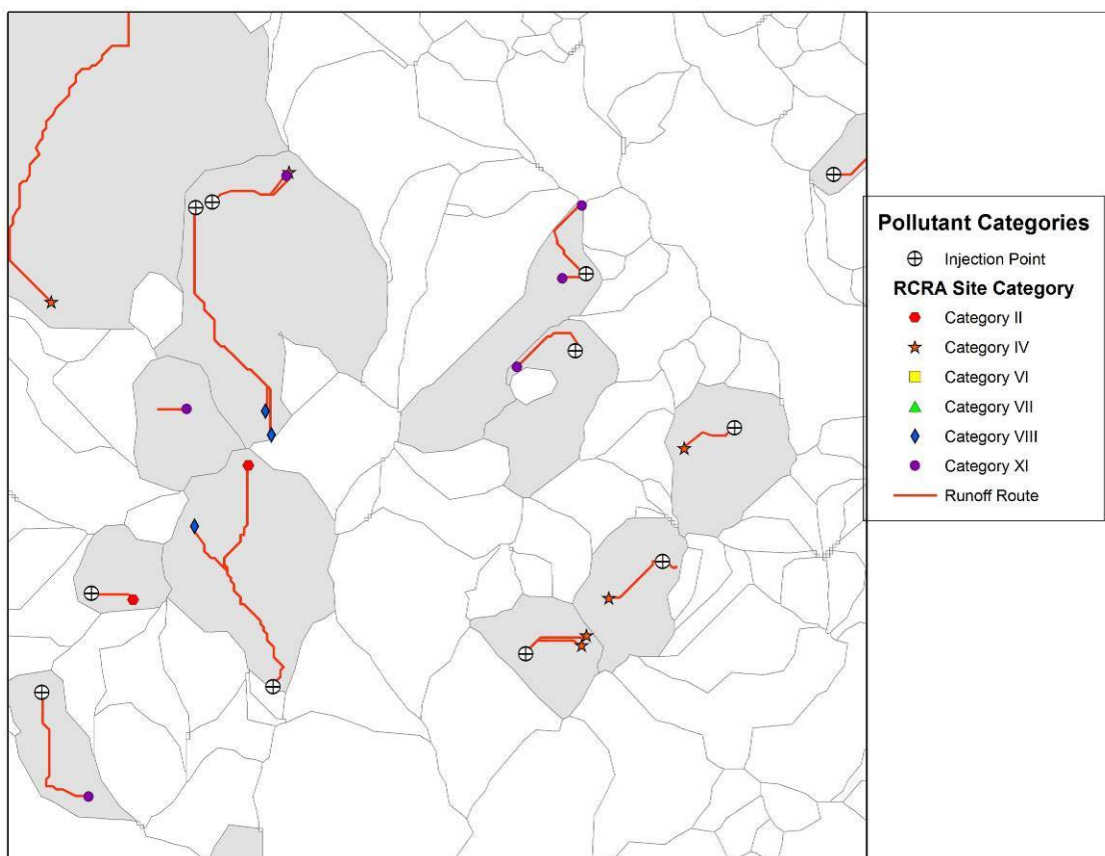 Pollutant Categories
Injection Point
RCRA Site Category
Category II
Category IV
Category VI
Category VII
Category VIII
Category XI
Runoff Route